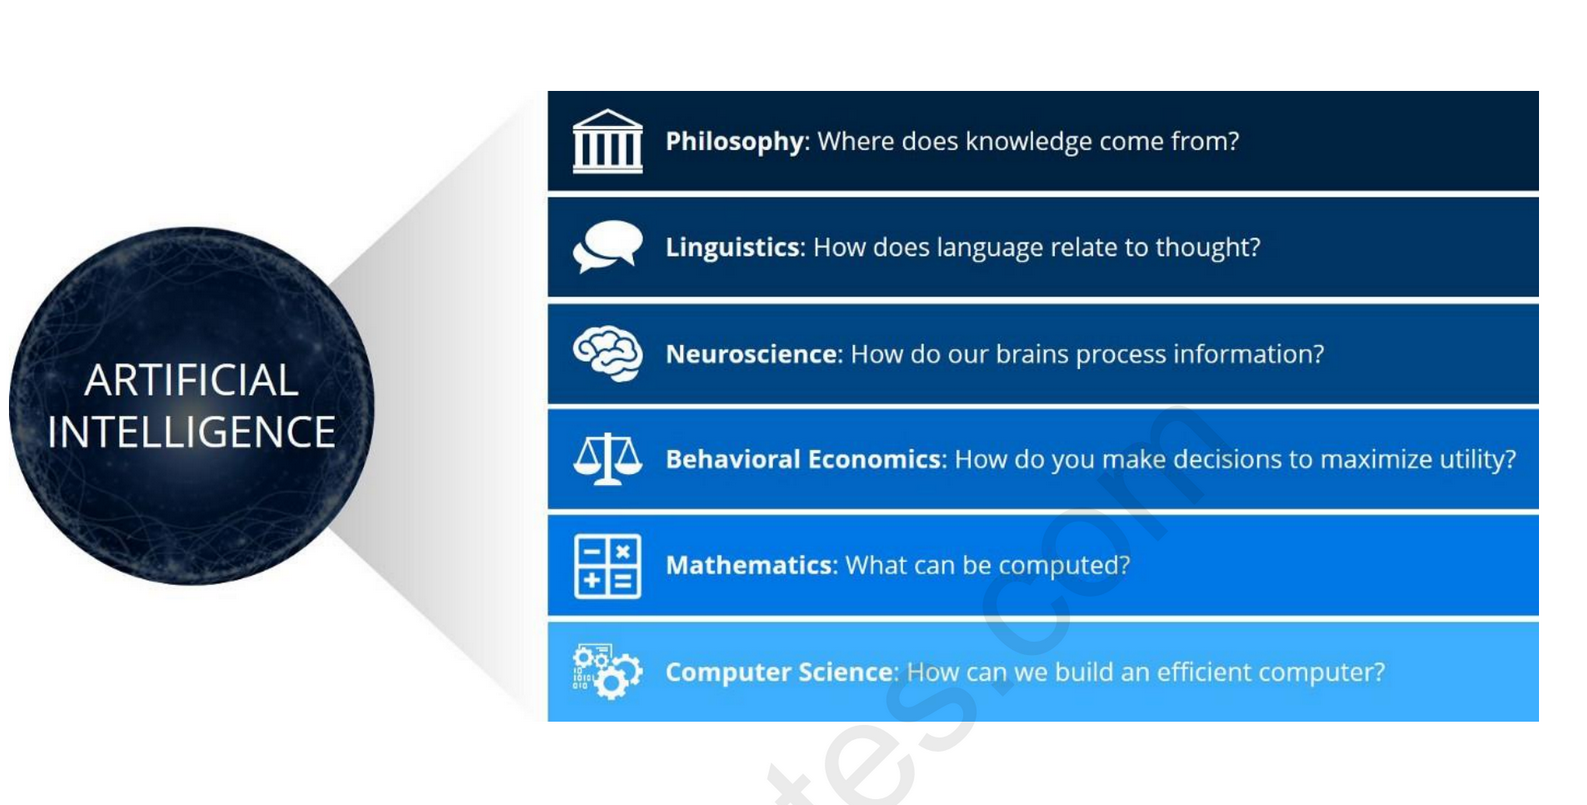 ARTIFICIAL
INTELLIGENCE
Philosophy: Where does knowledge come from?
Linguistics: How does language relate to thought?
Neuroscience: How do our brains process information?
Behavioral Economics: How do you make decisions to maximize utility?
Mathematics: What can be computed?
Computer Science: How can we build an efficient computer?
tes.com